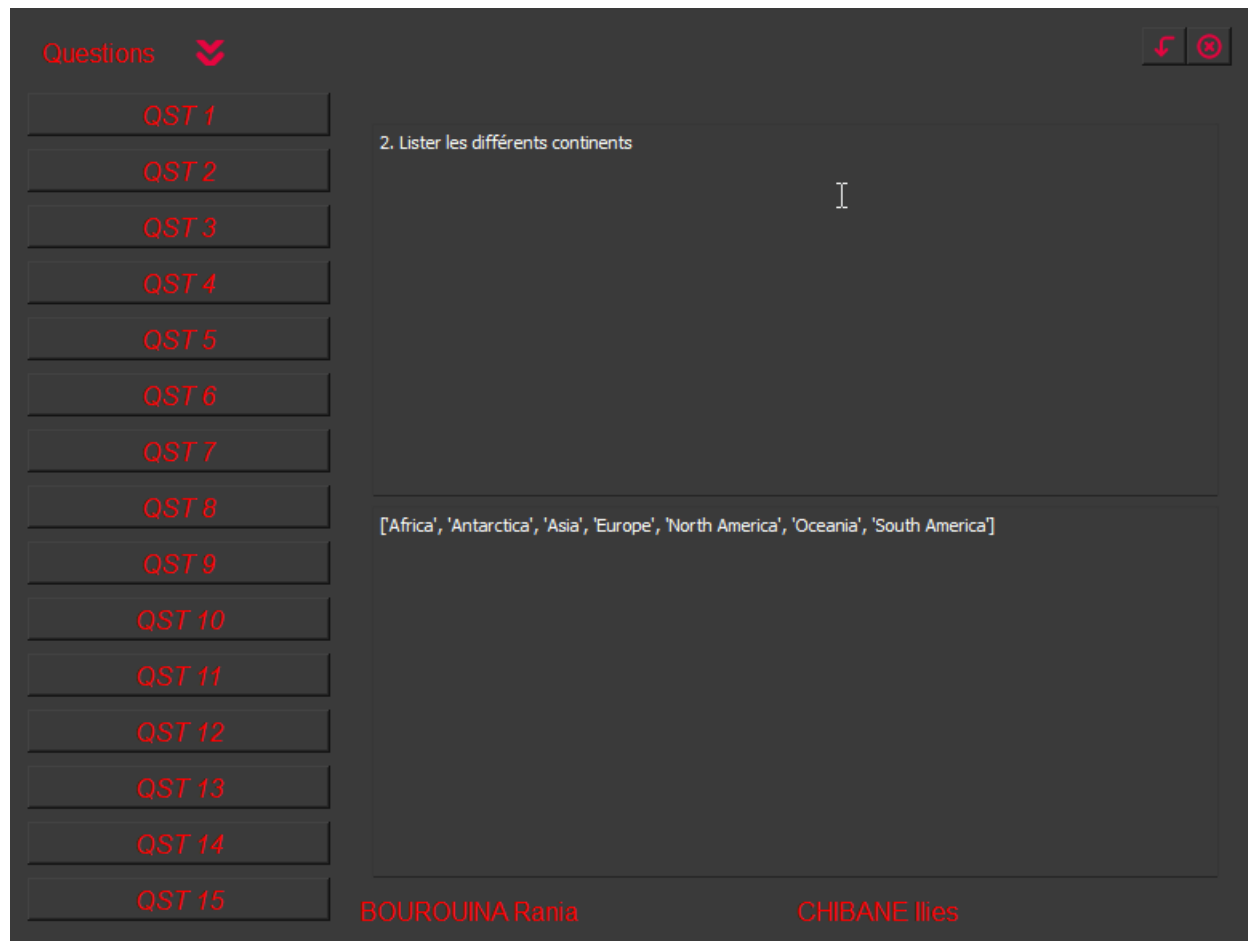 Questions
QST 1
QST 2
QST 3
QST 4
QST 5
QST 6
QST 7
QST 8
QST 9
QST 10
QST 11
QST 12
QST 13
QST 14
QST 15
2. Lister les différents continents
['Africa', 'Antarctica', 'Asia', 'Europe', 'North America', 'Oceania', 'South America']
BOUROUINA Rania
CHIBANE Ilies